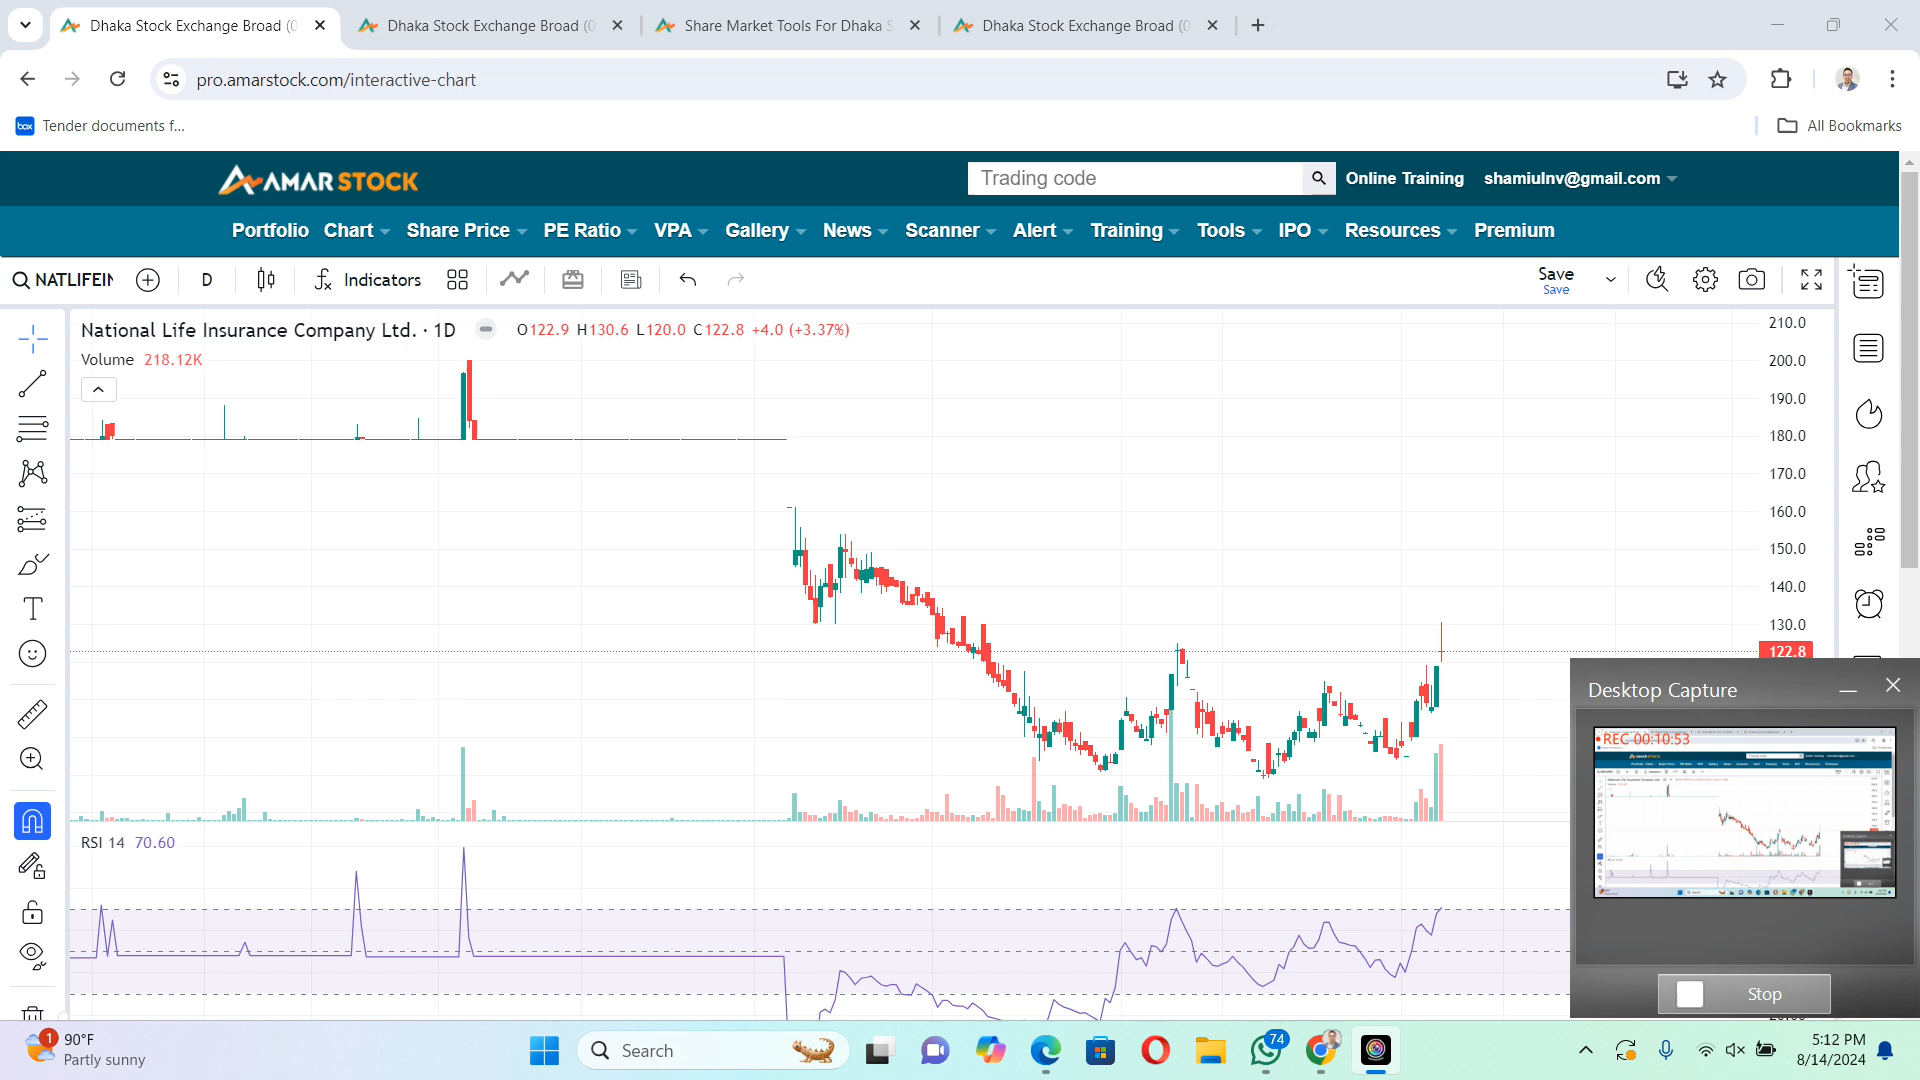 Dhaka Stock Exchange Broad (0
Dhaka Stock Exchange Broad (0
Share Market Tools For Dhaka S
Dhaka Stock Exchange Broad (0
pro.amarstock.com/interactive-chart
box Tender documents f...
All Bookmarks
AMAR STOCK
Trading code
Online Training
shamiulnv@gmail.com
Portfolio Chart Share Price PE Ratio VPA Gallery News Scanner Alert Training Tools IPO Resources Premium
NATLIFEIN
D
Indicators
Save
Save
National Life Insurance Company Ltd. · 1D
O122.9 H130.6 L120.0 C122.8 +4.0 (+3.37%)
Volume 218.12K
210.0
200.0
190.0
180.0
170.0
160.0
150.0
140.0
130.0
122.8
Desktop Capture
REC 00:10:53
Stop
RSI 14 70.60
1
90°F
Partly sunny
Search
74
5:12 PM
8/14/2024